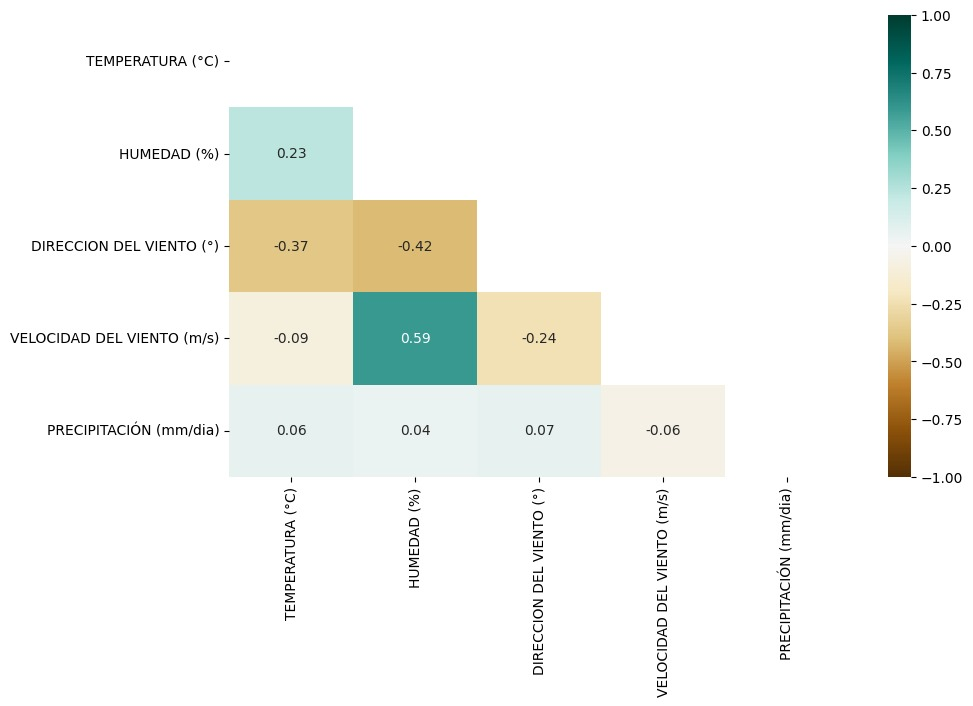 1.00
TEMPERATURA (°C)
0.75
0.50
HUMEDAD (%)
0.23
0.25
DIRECCION DEL VIENTO (°)
-0.37
-0.42
0.00
−0.25
VELOCIDAD DEL VIENTO (m/s)
-0.09
0.59
-0.24
−0.50
PRECIPITACIÓN (mm/dia)
0.06
0.04
0.07
-0.06
−0.75
−1.00
TEMPERATURA (°C)
HUMEDAD (%)
DIRECCION DEL VIENTO (°)
VELOCIDAD DEL VIENTO (m/s)
PRECIPITACIÓN (mm/dia)